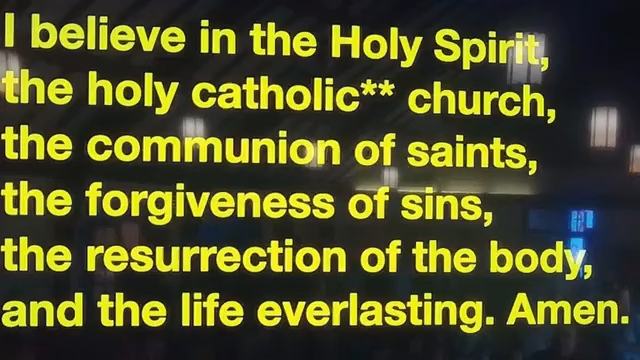 I believe in the Holy Spirit,
the holy catholic** church,
the communion of saints,
the forgiveness of sins,
the resurrection of the body,
and the life everlasting. Amen.